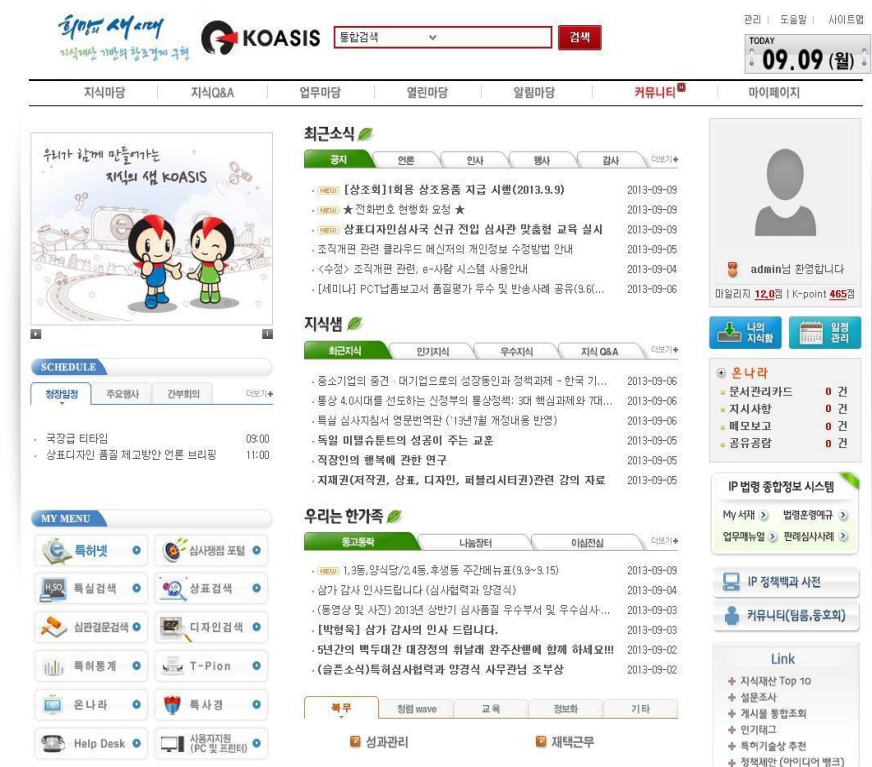 희망의 새 시대
지식재산 기반의 창조경제 구현
KOASIS
통합검색
검색
관리 | 도움말 | 사이트맵
TODAY
09.09 (월)
지식마당
지식Q&A
업무마당
열린마당
알림마당
커뮤니티 N
마이페이지
우리가 함께 만들어가는
지식의 샘 KOASIS
1
SCHEDULE
청장일정 주요행사 간부회의 더보기+
· 국장급 티타임 09:00
· 상표디자인 품질 제고방안 언론 브리핑 11:00
MY MENU
특허넷
심사쟁점 포털
H,SO,
특실검색
상표검색
심판결문검색
디자인검색
특허통계
T-Pion
온나라
특사경
Help Desk
사용자지원
(PC 및 프린터)
최근소식
공지 언론 인사 행사 감사 더보기+
· NEW [상조회]1회용 상조용품 지급 시행(2013.9.9) 2013-09-09
· NEW ★ 전화번호 현행화 요청 ★ 2013-09-09
· NEW 상표디자인심사국 신규 전입 심사관 맞춤형 교육 실시 2013-09-09
· 조직개편 관련 클라우드 메신저의 개인정보 수정방법 안내 2013-09-05
· <수정> 조직개편 관련, e-사람 시스템 사용안내 2013-09-04
· [세미나] PCT납품보고서 품질평가 우수 및 반송사례 공유(9.6(... 2013-09-06
지식샘
최근지식 인기지식 우수지식 지식 Q&A 더보기+
· 중소기업의 중견ㆍ대기업으로의 성장동인과 정책과제 - 한국 기... 2013-09-06
· 통상 4.0시대를 선도하는 신정부의 통상정책: 3대 핵심과제와 7대... 2013-09-06
· 특실 심사지침서 영문번역판 ('13년7월 개정내용 반영) 2013-09-06
· 독일 미텔슈튼트의 성공이 주는 교훈 2013-09-05
· 직장인의 행복에 관한 연구 2013-09-05
· 지재권(저작권, 상표, 디자인, 퍼블리시티권)관련 강의 자료 2013-09-05
우리는 한가족
동고동락 나눔장터 이심전심 더보기+
· NEW 1,3동,양식당/2,4동,후생동 주간메뉴표(9.9~9.15) 2013-09-09
· 삼가 감사 인사드립니다 (심사협력과 양경식) 2013-09-04
· (동영상 및 사진) 2013년 상반기 심사품질 우수부서 및 우수심사·... 2013-09-03
· [박형욱] 삼가 감사의 인사 드립니다. 2013-09-03
· 5년간의 백두대간 대장정의 휘날래 완주산행에 함께 하세요!!! 2013-09-02
· (슬픈소식)특허심사협력과 양경식 사무관님 조부상 2013-09-02
복무 청렴 wave 교육 정보화 기타
성과관리 재택근무
admin님 환영합니다
마일리지 12.0점 | K-point 465점
나의
지식함
일정
관리
온나라
문서관리카드 0 건
지시사항 0 건
메모보고 0 건
공유공람 0 건
IP 법령 종합정보 시스템
My 서재 법령훈령예규
업무매뉴얼 판례심사사례
IP 정책백과 사전
커뮤니티(팀룸,동호회)
Link
지식재산 Top 10
설문조사
게시물 통합조회
인기태그
특허기술상 추천
정책제안 (아이디어 뱅크)